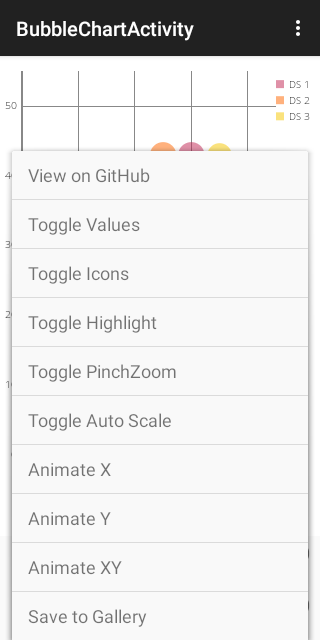 BubbleChartActivity
50
DS 1
DS 2
DS 3
View on GitHub
Toggle Values
Toggle Icons
Toggle Highlight
Toggle PinchZoom
Toggle Auto Scale
Animate X
Animate Y
Animate XY
Save to Gallery